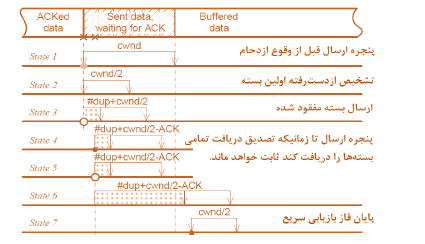 ACKed data
Sent data, waiting for ACK
Buffered data
State 1
cwnd
پنجره ارسال قبل از وقوع ازدحام
State 2
cwnd/2
تشخیص ازدست‌رفته اولین بسته
State 3
#dup+cwnd/2
ارسال بسته مفقود شده
State 4
#dup+cwnd/2-ACK
پنجره ارسال تا زمانیکه تصدیق دریافت تمامی
بسته‌ها را دریافت کند ثابت خواهد ماند.
State 5
#dup+cwnd/2-ACK
State 6
#dup+cwnd/2-ACK
State 7
cwnd/2
پایان فاز بازیابی سریع